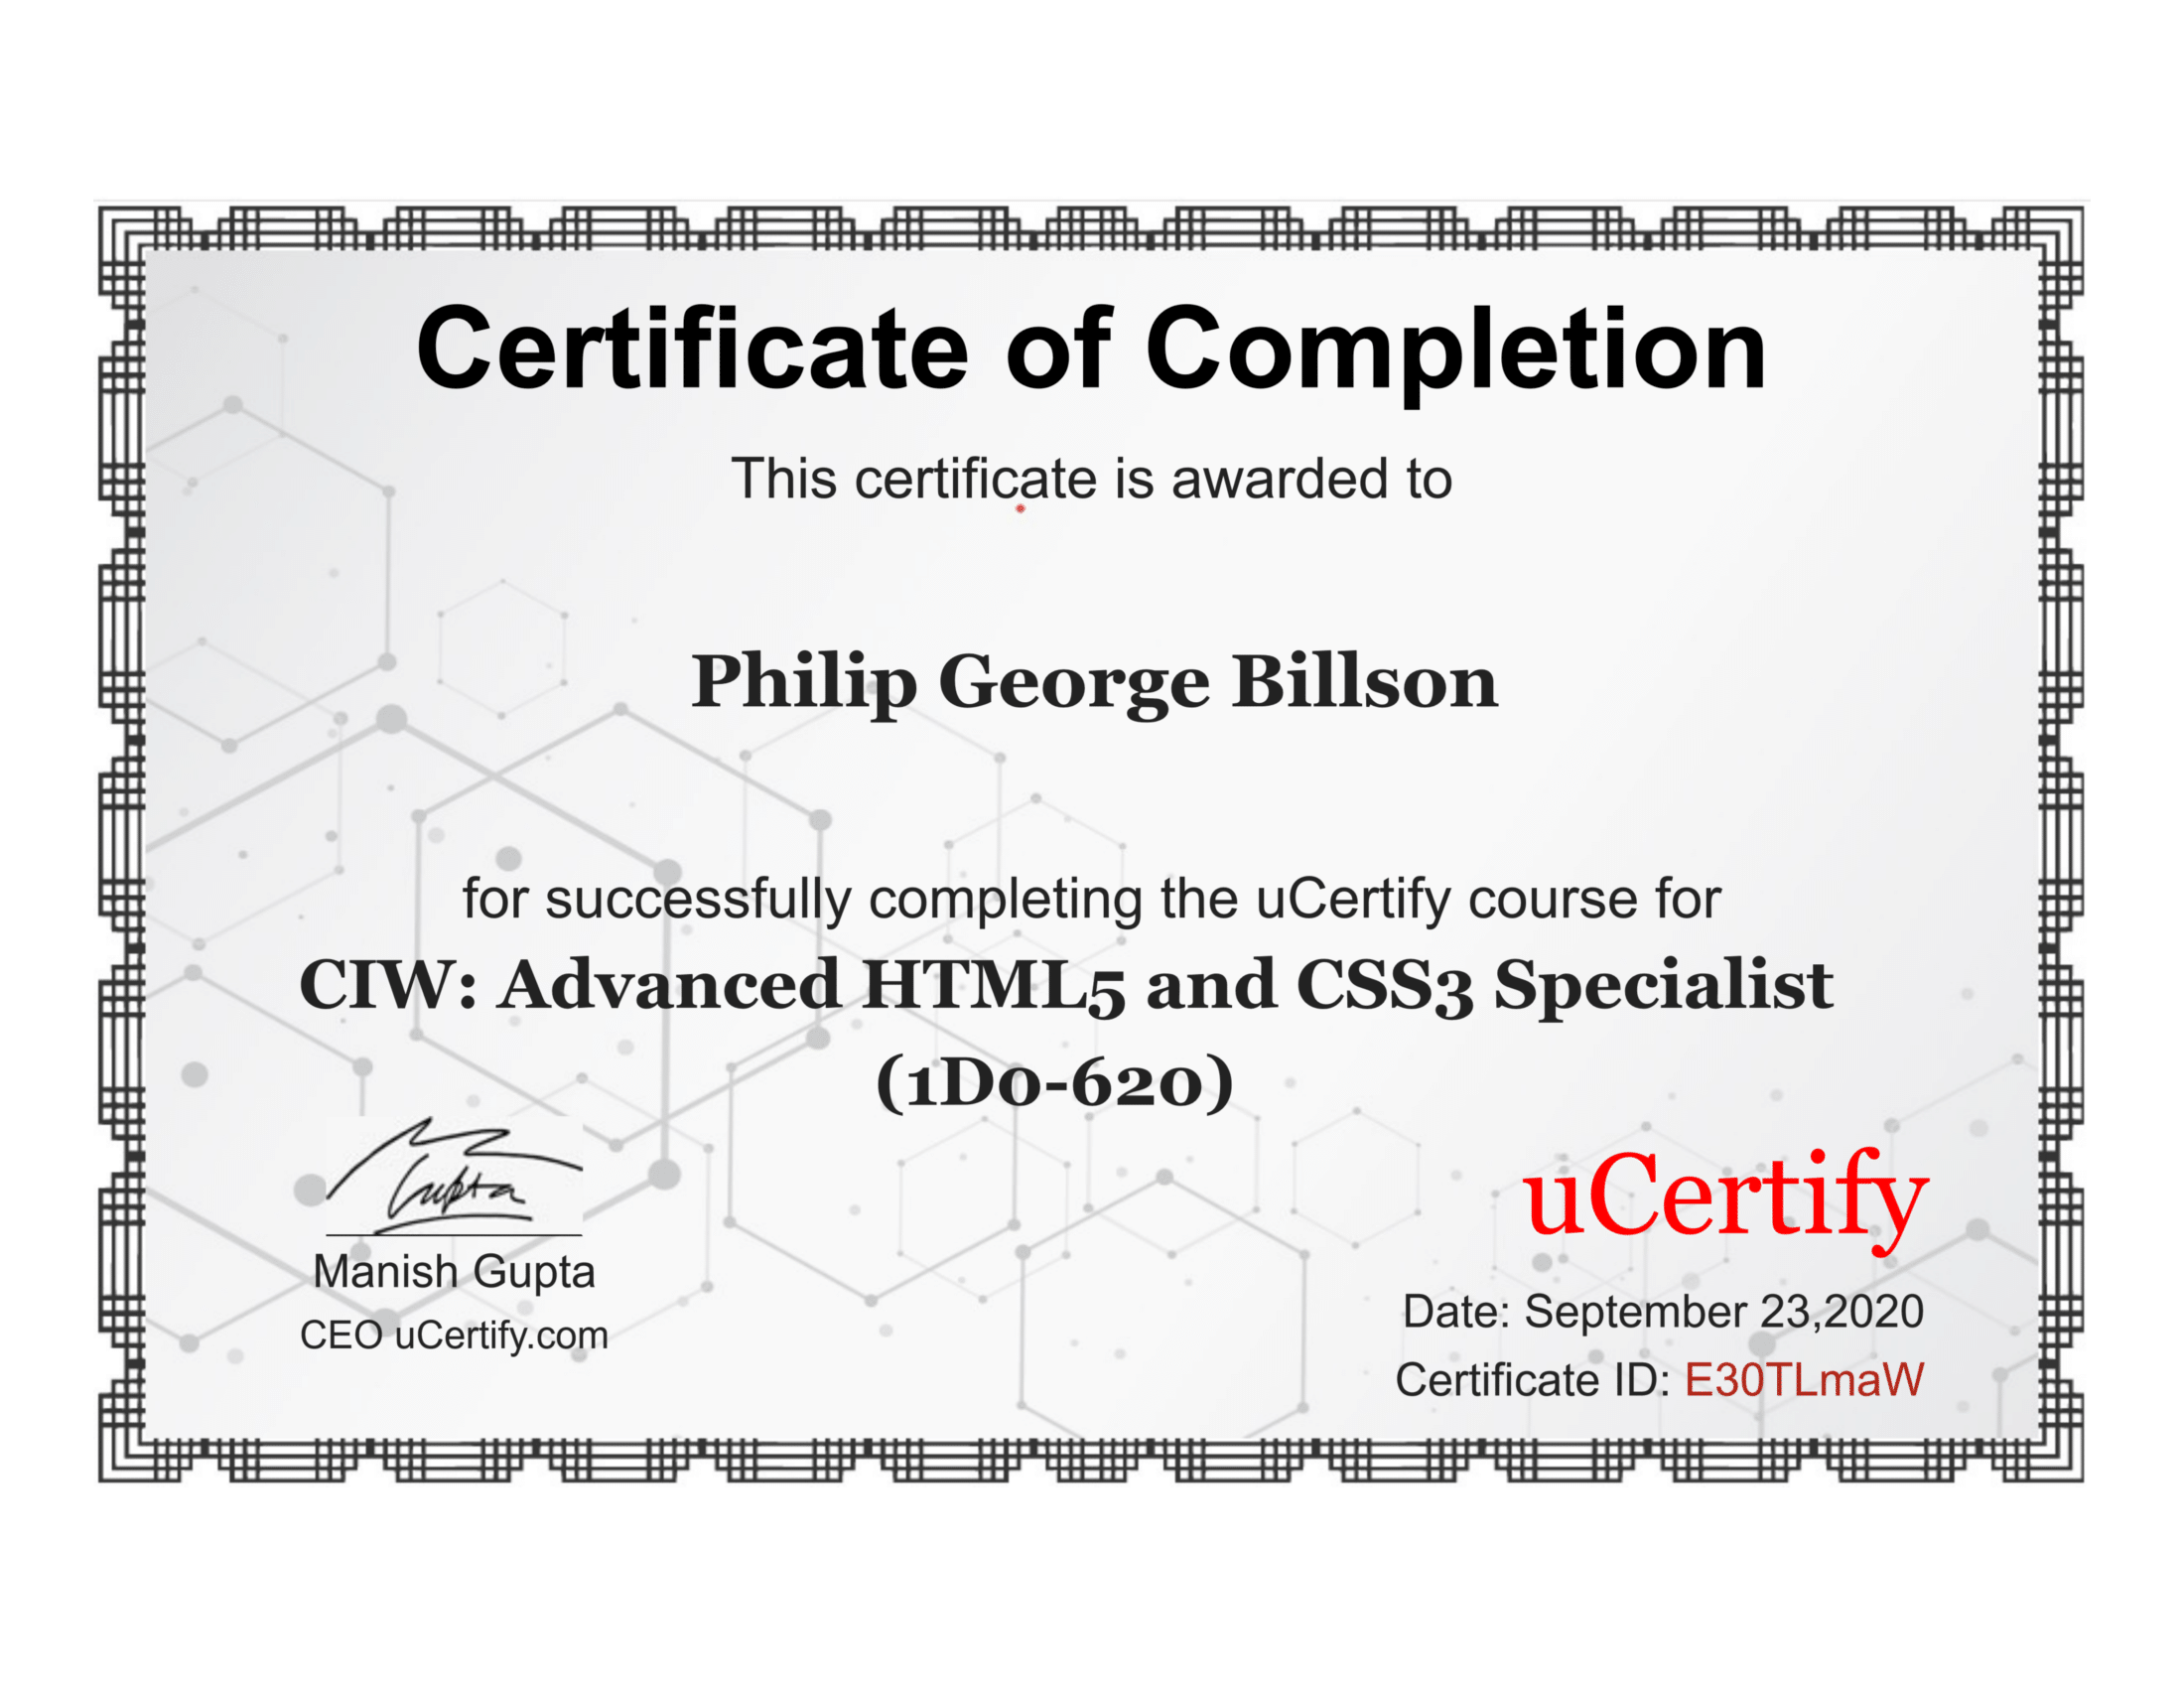 Certificate of Completion
This certificate is awarded to
Philip George Billson
for successfully completing the uCertify course for
CIW: Advanced HTML5 and CSS3 Specialist
(1D0-620)
Gupta
Manish Gupta
CEO uCertify.com
uCertify
Date: September 23,2020
Certificate ID: E30TLmaW